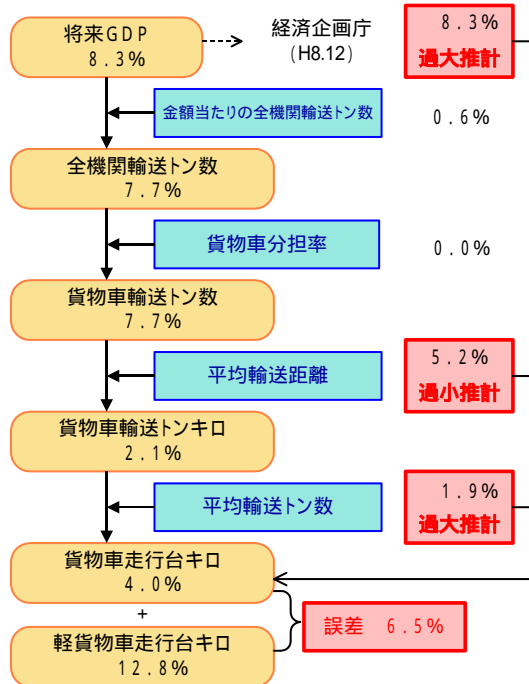 将来GDP
8.3%
経済企画庁
(H8.12)
8.3%
過大推計
金額当たりの全機関輸送トン数
0.6%
全機関輸送トン数
7.7%
貨物車分担率
0.0%
貨物車輸送トン数
7.7%
平均輸送距離
5.2%
過小推計
貨物車輸送トンキロ
2.1%
平均輸送トン数
1.9%
過大推計
貨物車走行台キロ
4.0%
+
軽貨物車走行台キロ
12.8%
誤差 6.5%